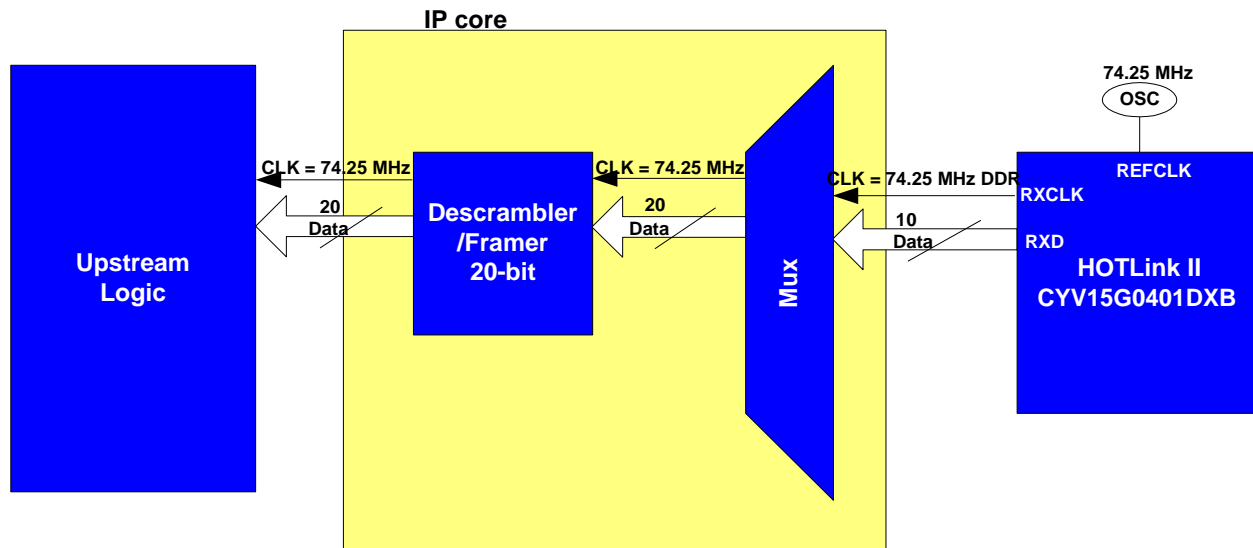 IP core
74.25 MHz
OSC
CLK = 74.25 MHz
CLK = 74.25 MHz
CLK = 74.25 MHz DDR
REFCLK
RXCLK
20
Data
20
Data
10
Data
RXD
Upstream
Logic
Descrambler
/Framer
20-bit
Mux
HOTLink II
CYV15G0401DXB